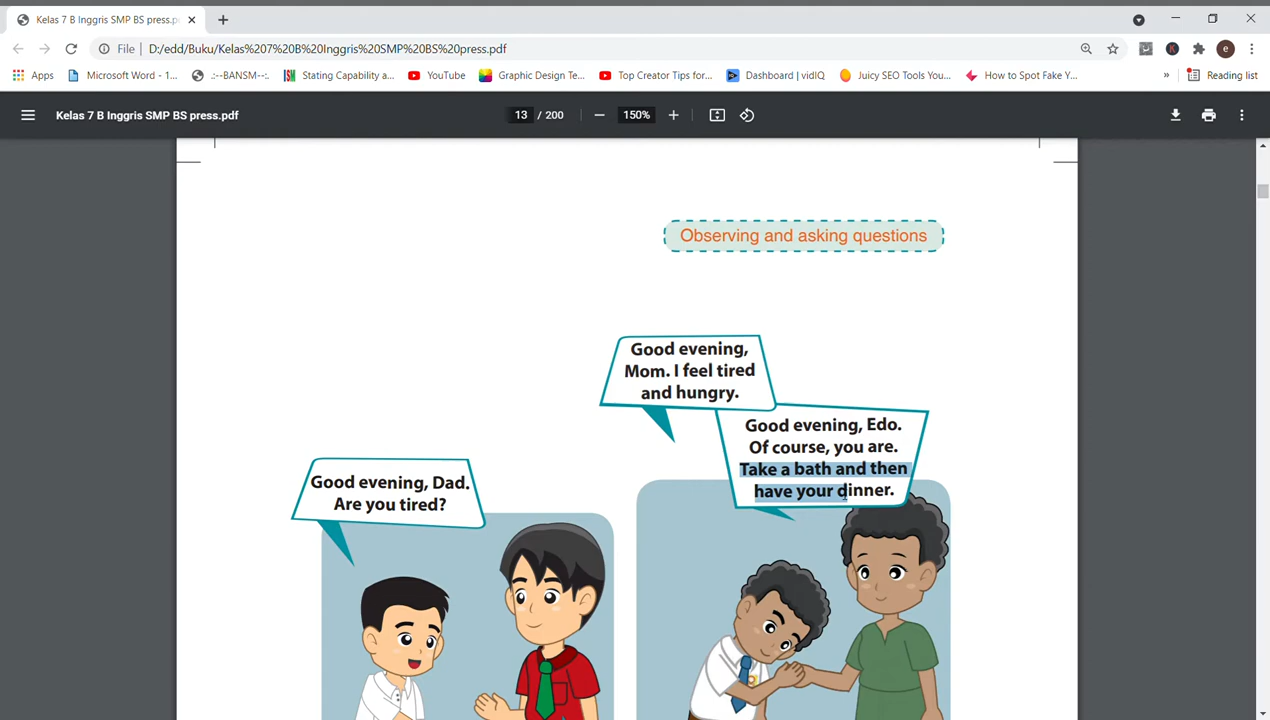 Kelas 7 B Inggris SMP BS press.p
File D:/edd/Buku/Kelas%207%20B%20Inggris%20SMP%20BS%20press.pdf
Apps Microsoft Word - 1... .:--BANSM--:. Stating Capability a... YouTube Graphic Design Te... Top Creator Tips for... Dashboard | vidIQ Juicy SEO Tools You... How to Spot Fake Y... » Reading list
Kelas 7 B Inggris SMP BS press.pdf 13 / 200 150%
Observing and asking questions
Good evening,
Mom. I feel tired
and hungry.
Good evening, Edo.
Of course, you are.
Take a bath and then
have your dinner.
Good evening, Dad.
Are you tired?